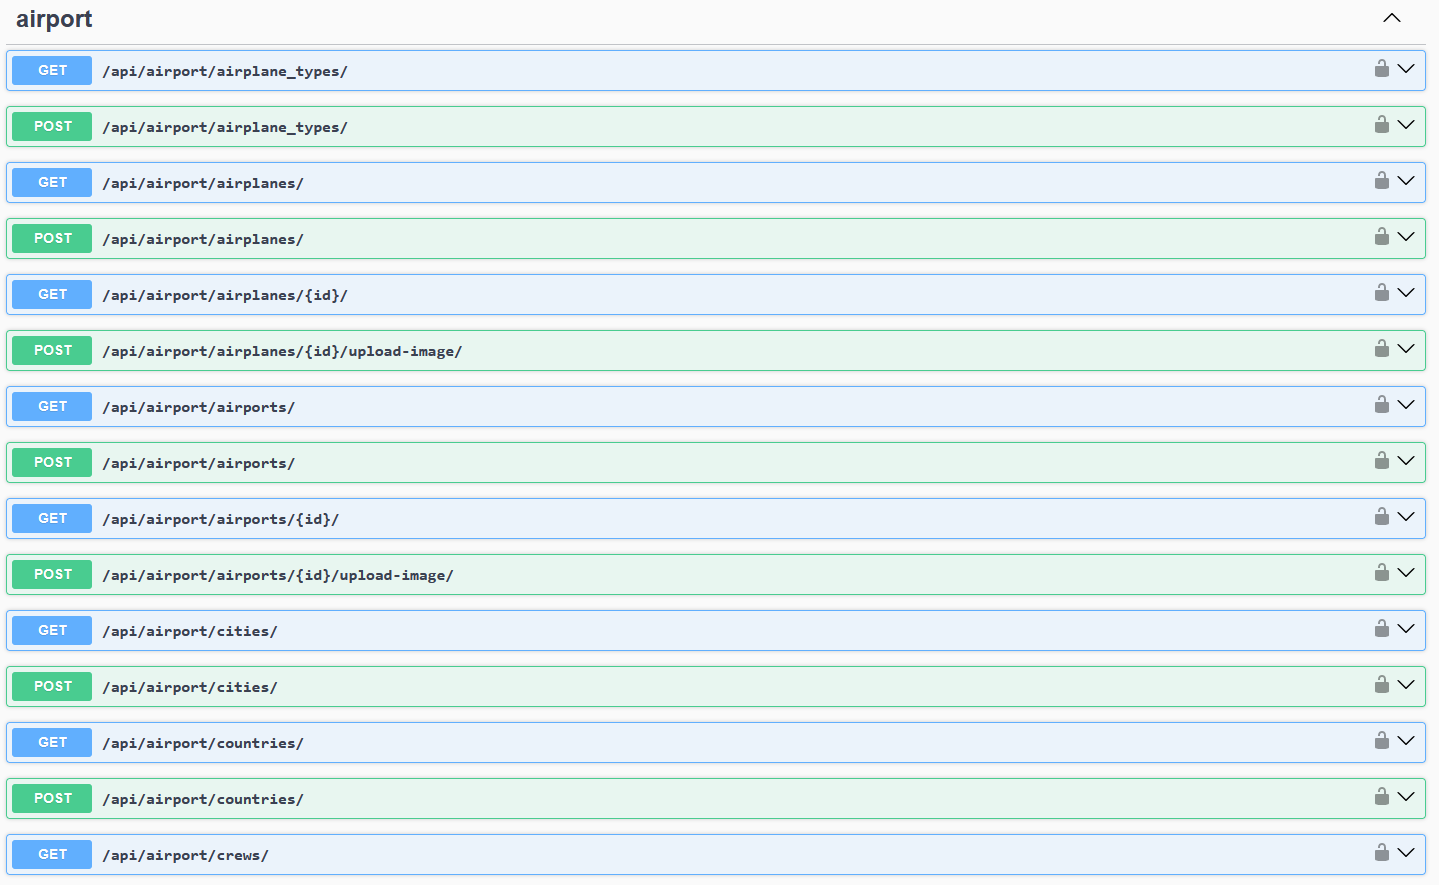 airport
GET /api/airport/airplane_types/
POST /api/airport/airplane_types/
GET /api/airport/airplanes/
POST /api/airport/airplanes/
GET /api/airport/airplanes/{id}/
POST /api/airport/airplanes/{id}/upload-image/
GET /api/airport/airports/
POST /api/airport/airports/
GET /api/airport/airports/{id}/
POST /api/airport/airports/{id}/upload-image/
GET /api/airport/cities/
POST /api/airport/cities/
GET /api/airport/countries/
POST /api/airport/countries/
GET /api/airport/crews/